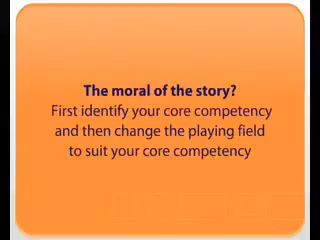 The moral of the story?
First identify your core competency
and then change the playing field
to suit your core competency